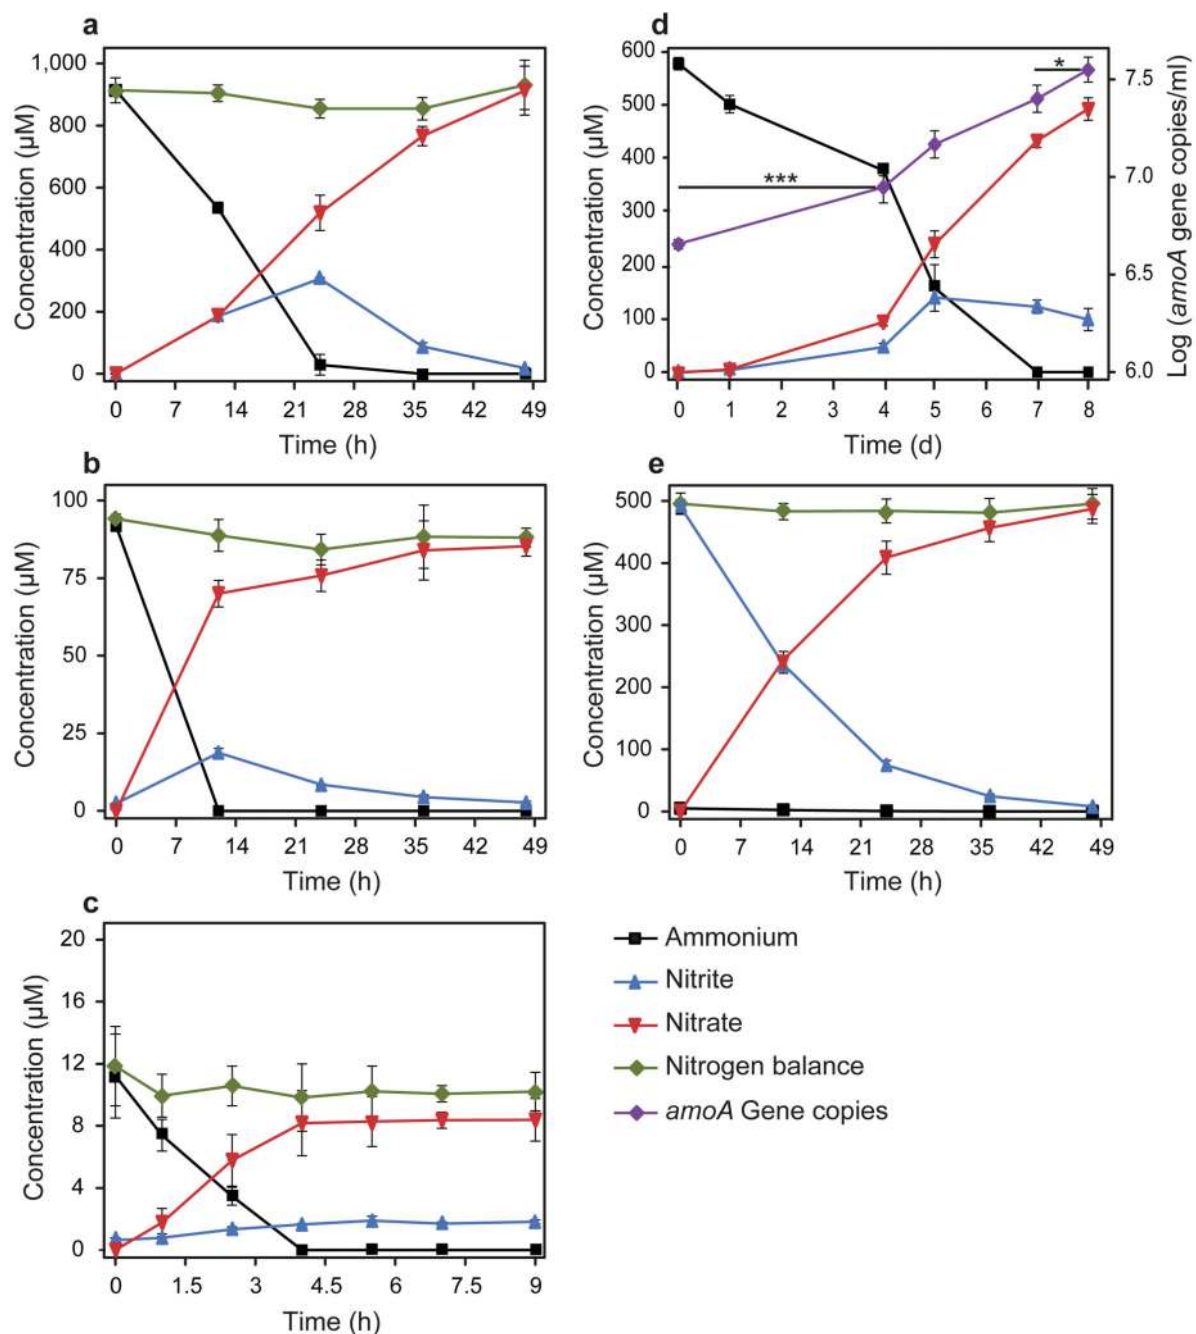 a
1,000
800
600
400
200
0
Concentration (μM)
0 7 14 21 28 35 42 49
Time (h)
d
600
500
400
300
200
100
0
Concentration (μM)
***
*
7.5
7.0
6.5
6.0
Log (amoA gene copies/ml)
0 1 2 3 4 5 6 7 8
Time (d)
b
100
75
50
25
0
Concentration (μM)
0 7 14 21 28 35 42 49
Time (h)
e
500
400
300
200
100
0
Concentration (μM)
0 7 14 21 28 35 42 49
Time (h)
c
20
16
12
8
4
0
Concentration (μM)
0 1.5 3 4.5 6 7.5 9
Time (h)
Ammonium
Nitrite
Nitrate
Nitrogen balance
amoA Gene copies